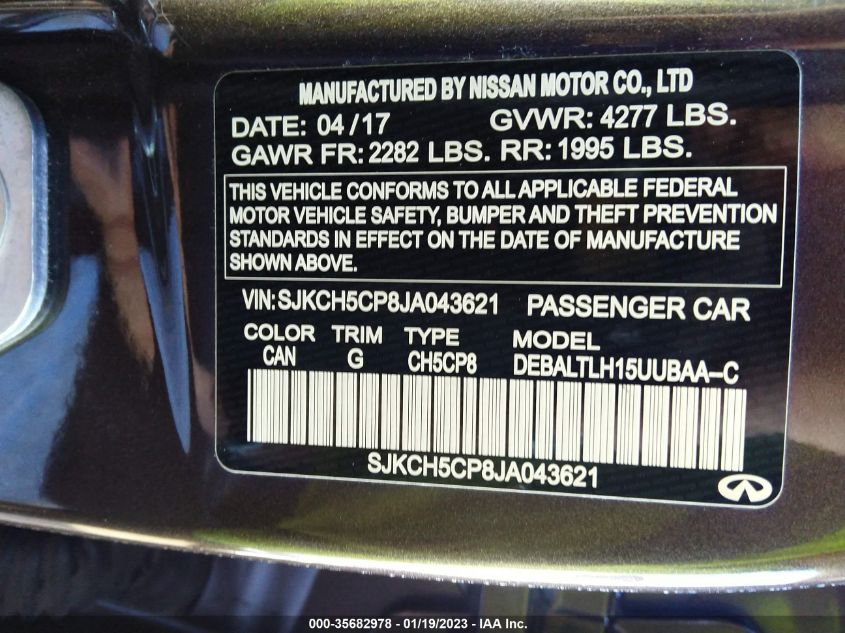 MANUFACTURED BY NISSAN MOTOR CO., LTD
DATE: 04/17 GVWR: 4277 LBS.
GAWR FR: 2282 LBS. RR: 1995 LBS.
THIS VEHICLE CONFORMS TO ALL APPLICABLE FEDERAL
MOTOR VEHICLE SAFETY, BUMPER AND THEFT PREVENTION
STANDARDS IN EFFECT ON THE DATE OF MANUFACTURE
SHOWN ABOVE.
VIN: SJKCH5CP8JA043621 PASSENGER CAR
COLOR TRIM TYPE MODEL
CAN G CH5CP8 DEBALTLH15UUBAA-C
SJKCH5CP8JA043621
000-35682978 - 01/19/2023 - IAA Inc.